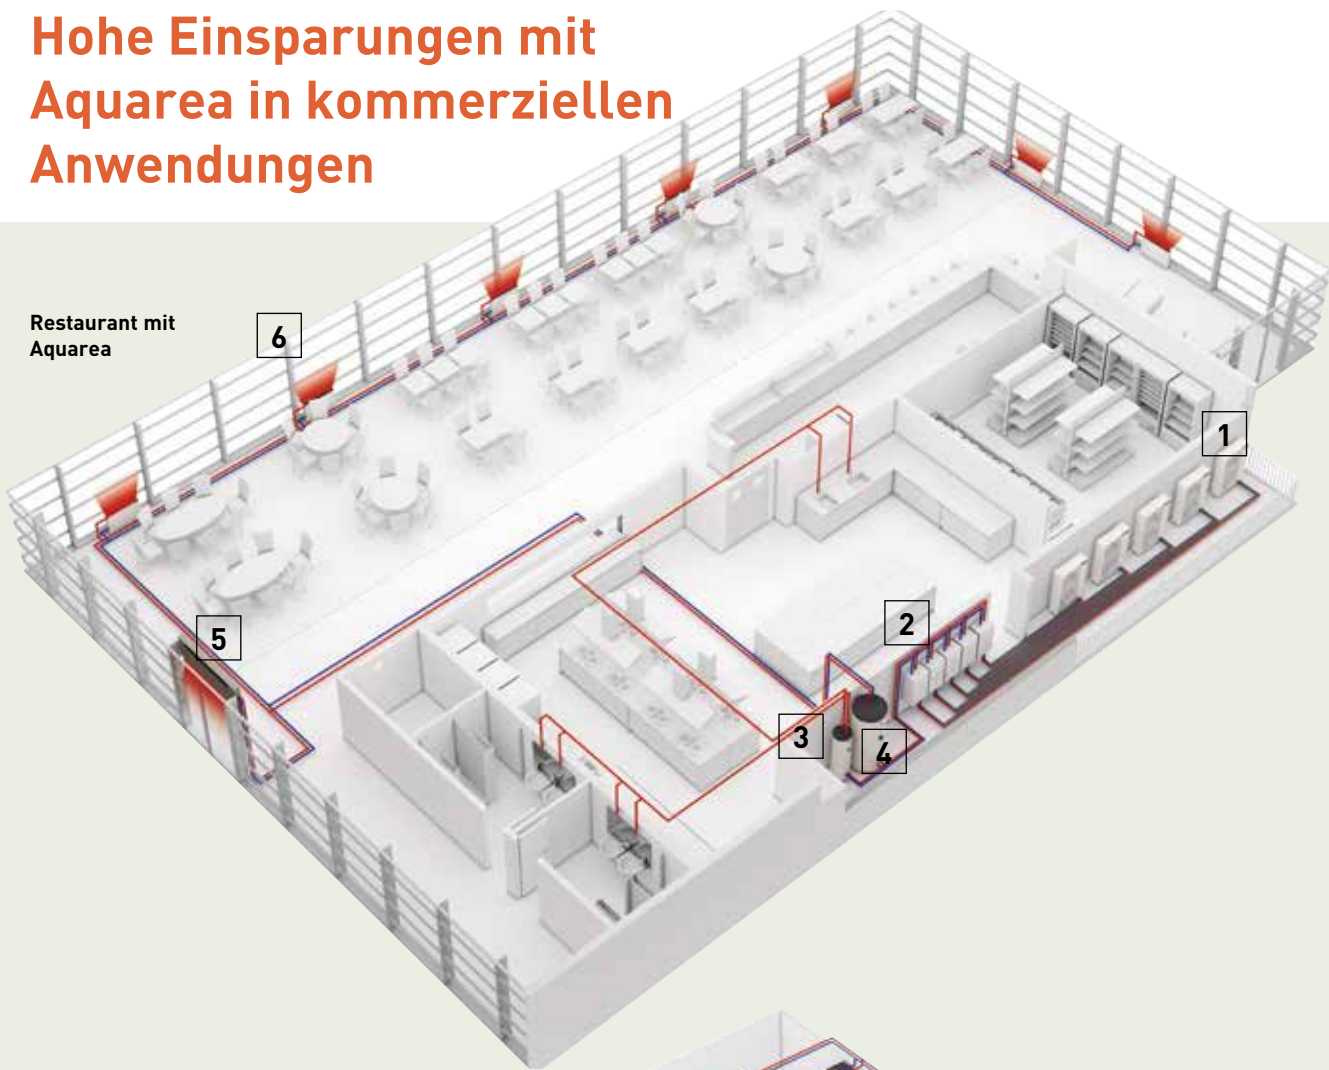 Hohe Einsparungen mit
Aquarea in kommerziellen
Anwendungen
Restaurant mit
Aquarea
6
1
2
5
3
4